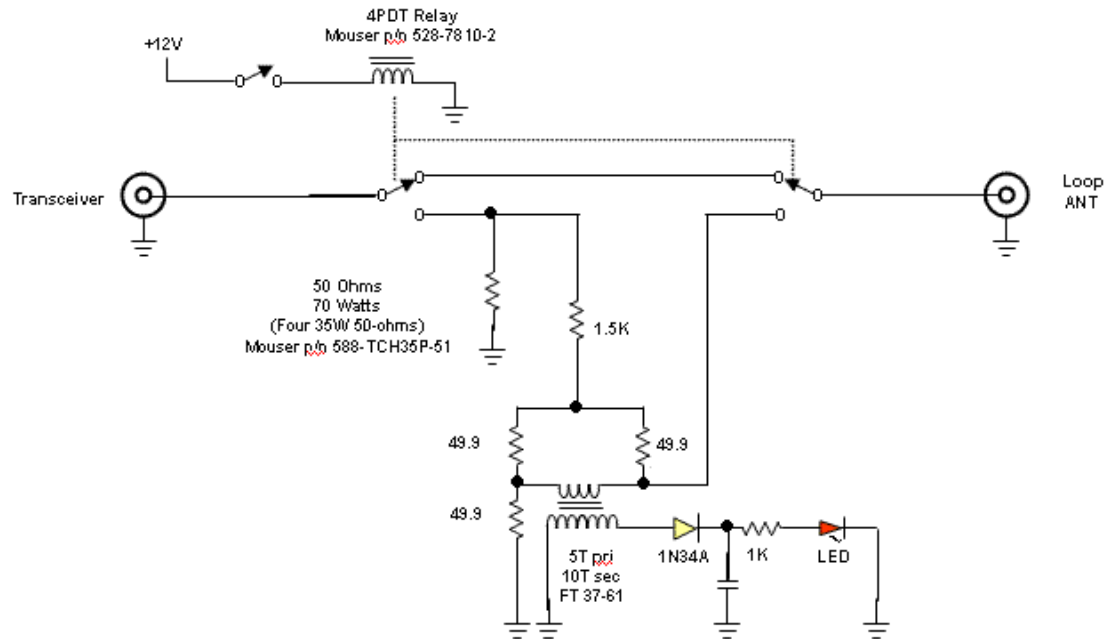 4PDT Relay
Mouser p/n 528-7810-2
+12V
Transceiver
Loop
ANT
50 Ohms
70 Watts
(Four 35W 50-ohms)
Mouser p/n 588-TCH35P-51
1.5K
49.9
49.9
49.9
5T pri
10T sec
FT 37-61
1N34A
1K
LED